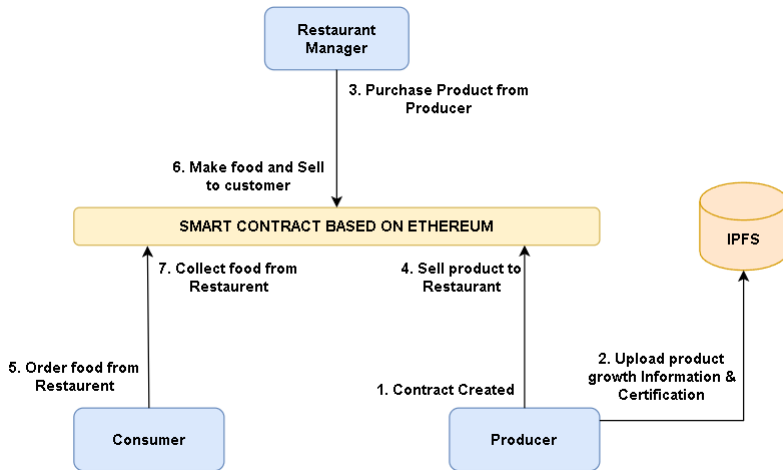 Restaurant
Manager
3. Purchase Product from
Producer
6. Make food and Sell
to customer
SMART CONTRACT BASED ON ETHEREUM
IPFS
7. Collect food from
Restaurent
4. Sell product to
Restaurant
5. Order food from
Restaurent
1. Contract Created
2. Upload product
growth Information &
Certification
Consumer
Producer